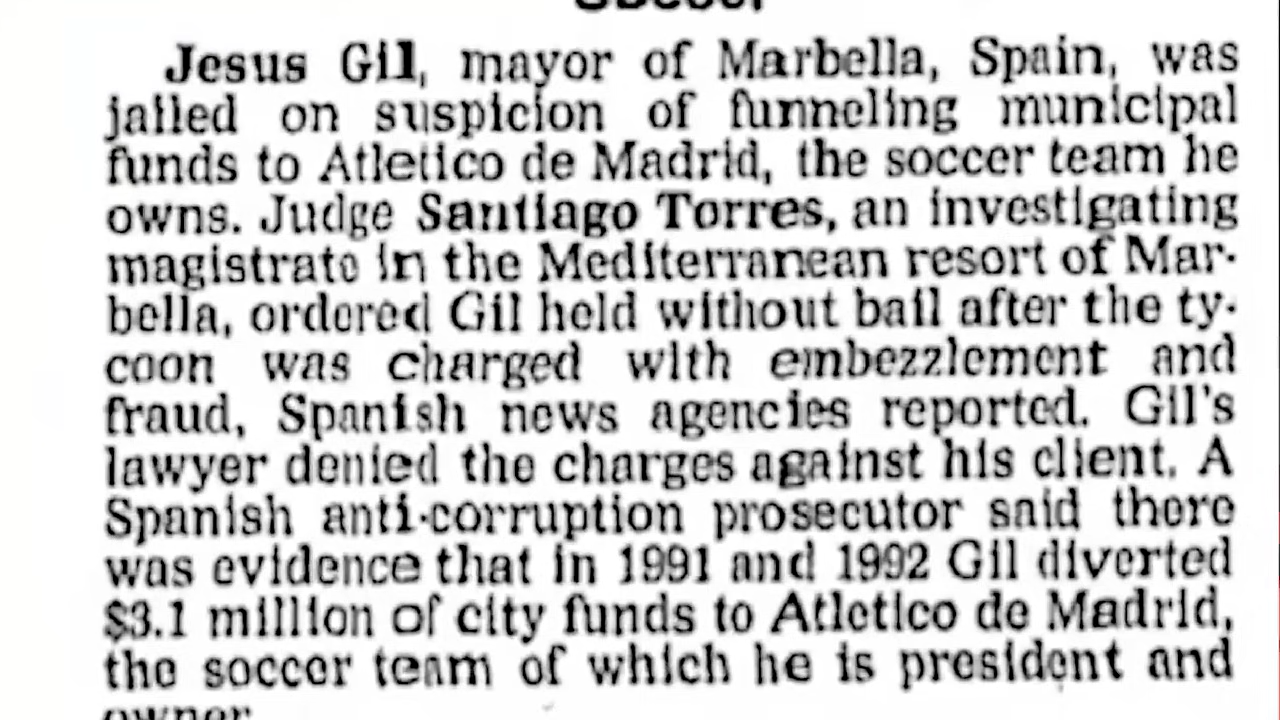 Jesus Gil, mayor of Marbella, Spain, was
jailed on suspicion of funneling municipal
funds to Atletico de Madrid, the soccer team he
owns. Judge Santiago Torres, an investigating
magistrate in the Mediterranean resort of Mar-
bella, ordered Gil held without bail after the ty-
coon was charged with embezzlement and
fraud, Spanish news agencies reported. Gil's
lawyer denied the charges against his client. A
Spanish anti-corruption prosecutor said there
was evidence that in 1991 and 1992 Gil diverted
$3.1 million of city funds to Atletico de Madrid,
the soccer team of which he is president and
owner